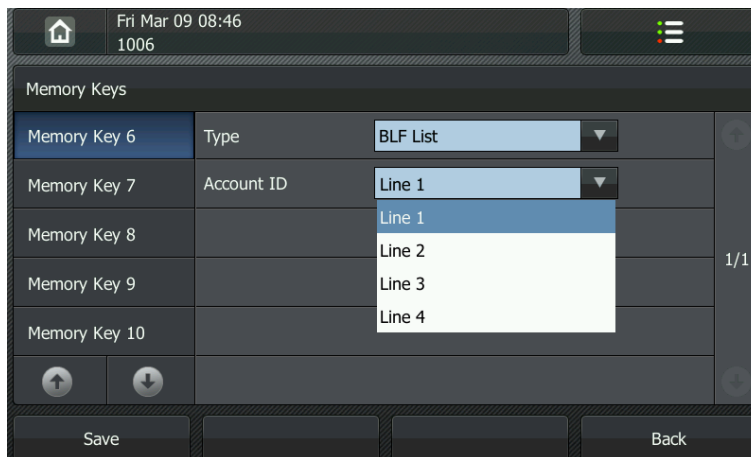 Fri Mar 09 08:46
1006
Memory Keys
Memory Key 6
Type
BLF List
Memory Key 7
Account ID
Line 1
Line 1
Memory Key 8
Line 2
1/1
Memory Key 9
Line 3
Line 4
Memory Key 10
Save
Back